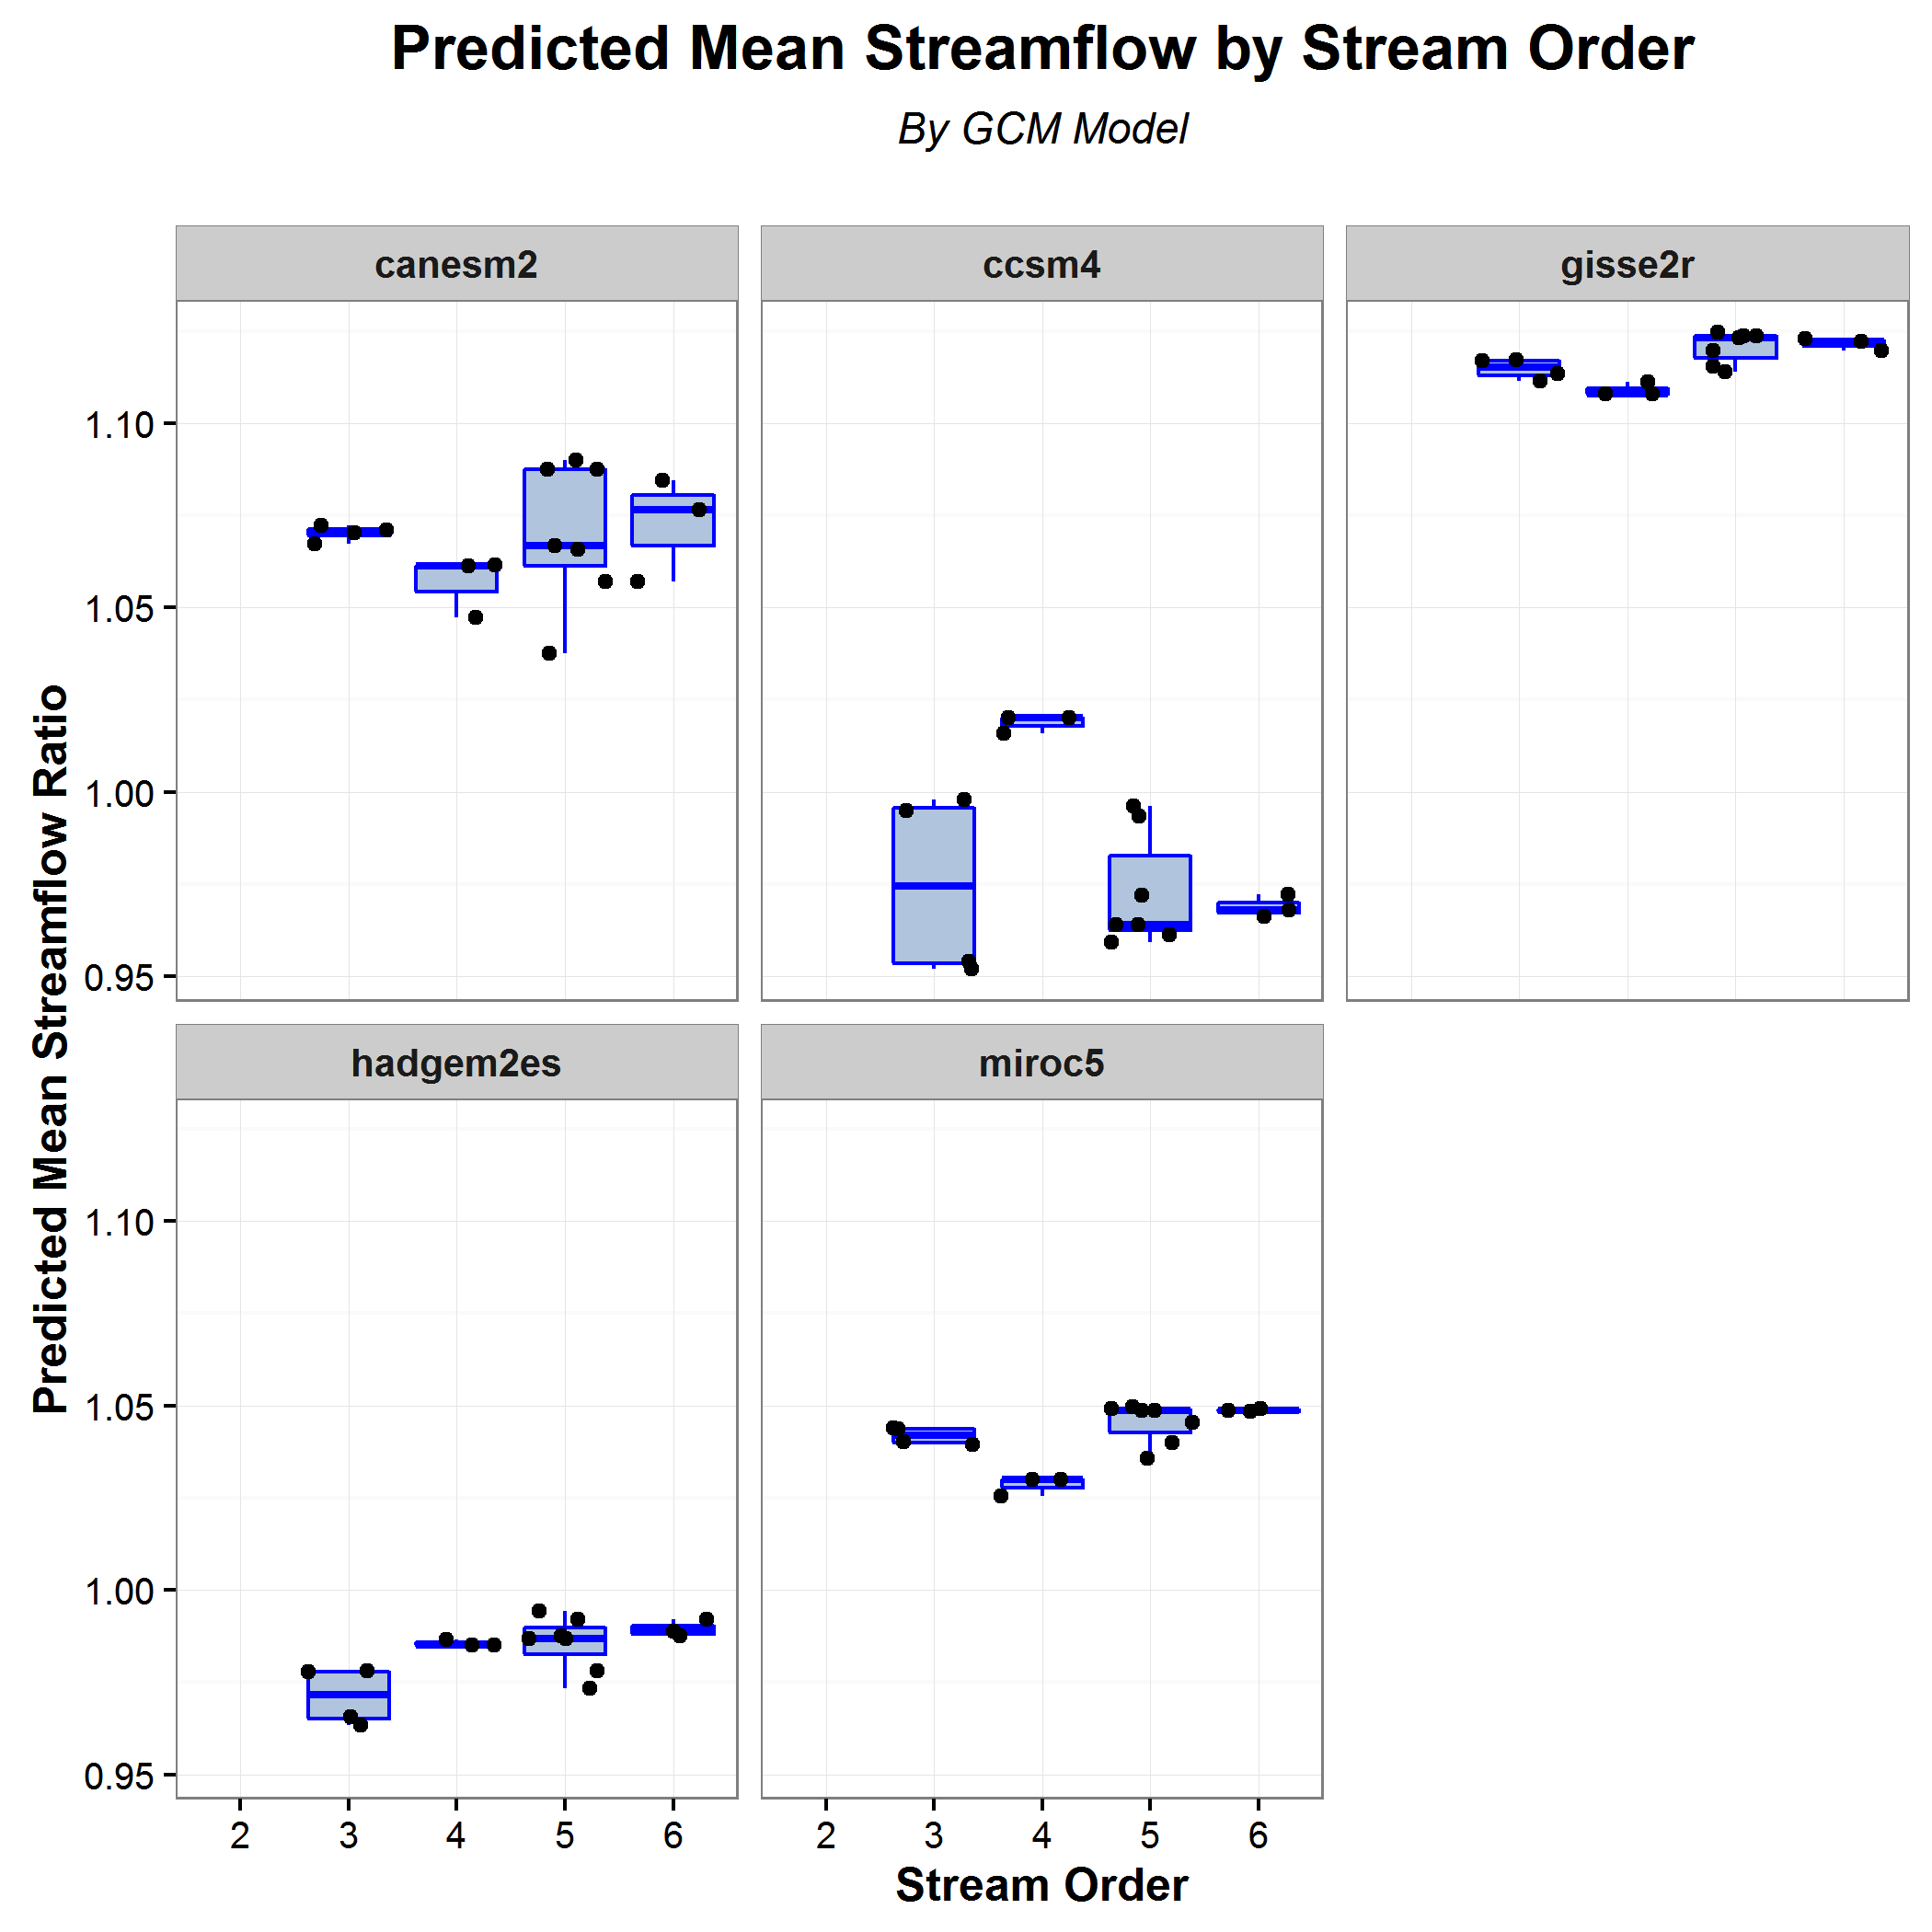 Predicted Mean Streamflow by Stream Order
By GCM Model
canesm2
ccsm4
gisse2r
1.10
1.05
1.00
0.95
Predicted Mean Streamflow Ratio
hadgem2es
miroc5
1.10
1.05
1.00
0.95
2 3 4 5 6
2 3 4 5 6
Stream Order